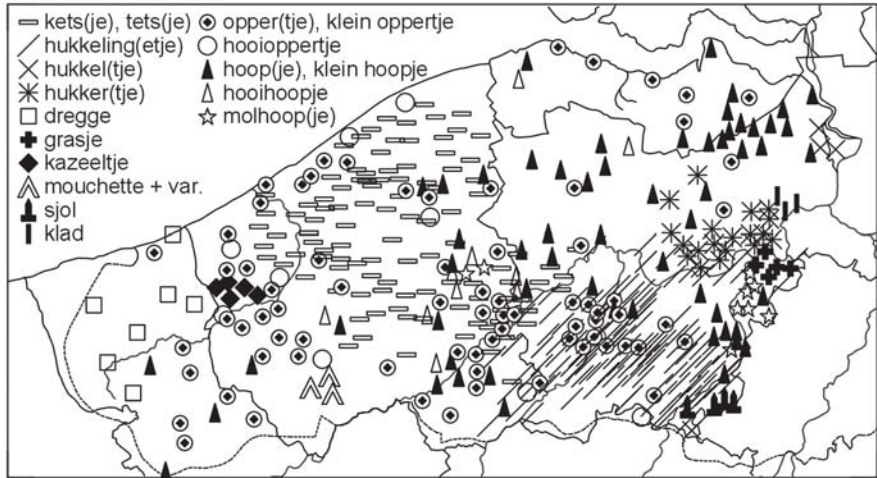 kets(je), tets(je)
hukkeling(etje)
hukkel(tje)
hukker(tje)
dregge
grasje
kazeeltje
mouchette + var.
sjol
klad
opper(tje), klein oppertje
hooioppertje
hoop(je), klein hoopje
hooihoopje
molhoop(je)